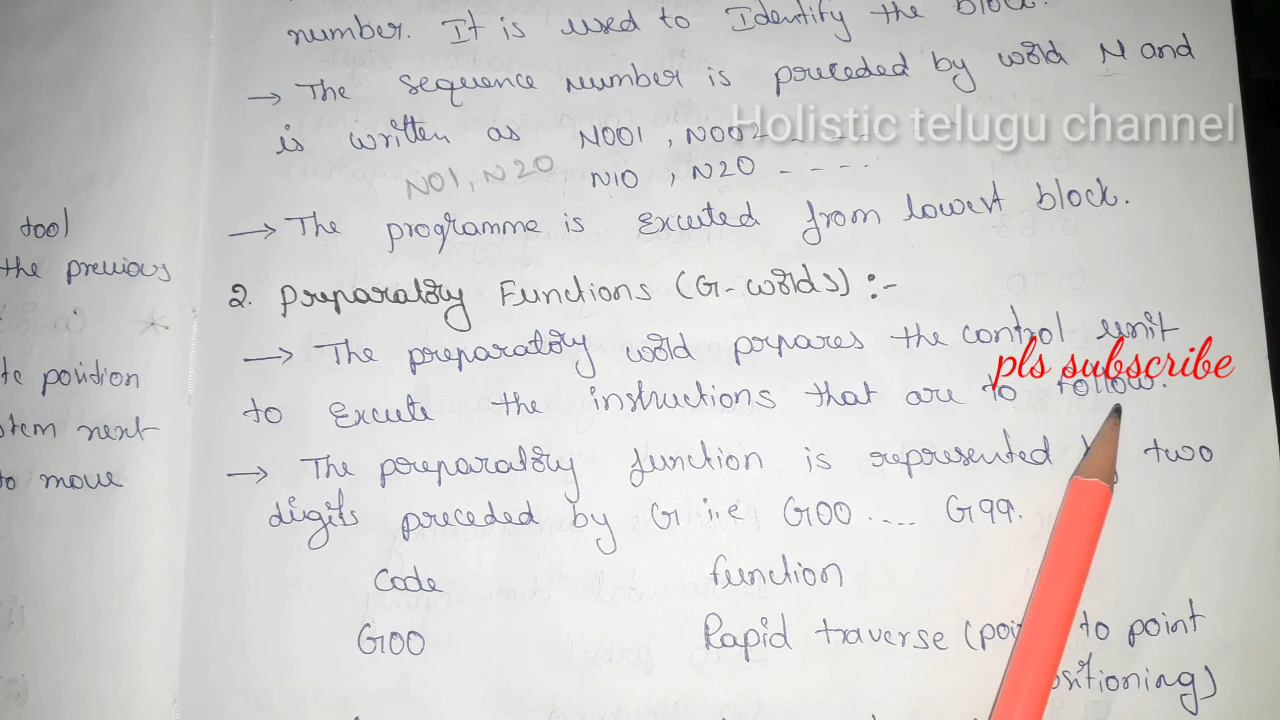 number. It is used to Identify the block.
→ The sequence number is preceded by word N and
Holistic telugu channel
is written as N001, N002 - - - -
N01, N20 N10, N20 - - - -
→ The programme is Excuted from lowest block.
tool
the previous
2. Preparatory Functions (G-words) :-
→ The preparatory word prpares the control unit
pls subscribe
te position
to Excute the instructions that are to follow.
stem next
→ The preparatory function is represented two
to move
digits preceded by G i.e G00 .... G99.
Code function
G00 Rapid traverse (point to point
positioning)